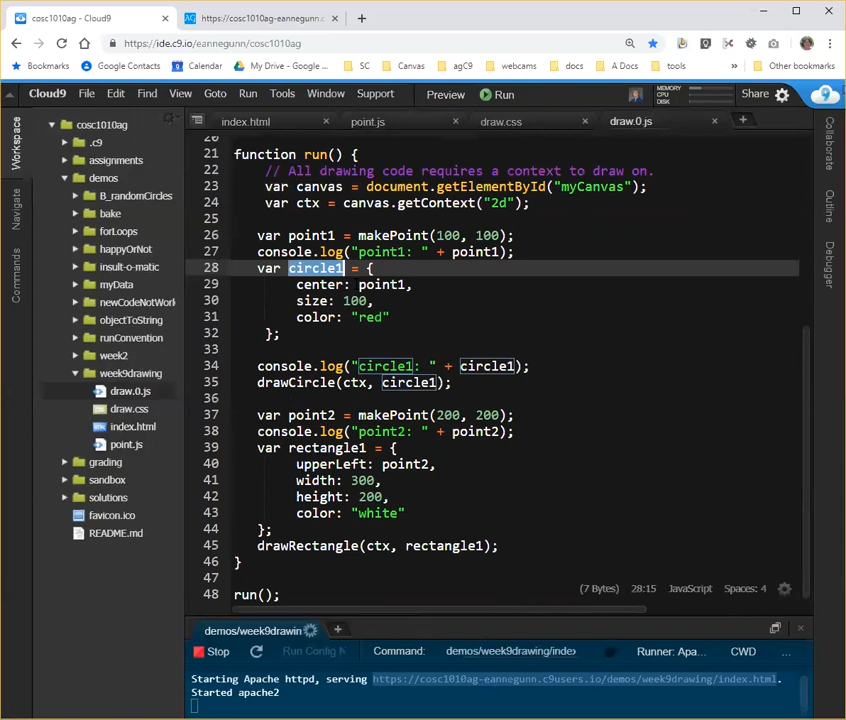 cosc1010ag - Cloud9
https://cosc1010ag-eannegunn.c
https://ide.c9.io/eannegunn/cosc1010ag
Bookmarks
Google Contacts
Calendar
My Drive - Google ...
SC
Canvas
agC9
webcams
docs
A Docs
tools
»
Other bookmarks
Cloud9 File Edit Find View Goto Run Tools Window Support Preview Run
MEMORY
CPU
DISK
Share
Workspace
Navigate
Commands
cosc1010ag
.c9
assignments
demos
B_randomCircles
bake
forLoops
happyOrNot
insult-o-matic
myData
newCodeNotWor
objectToString
runConvention
week2
week9drawing
draw.0.js
draw.css
index.html
point.js
grading
sandbox
solutions
favicon.ico
README.md
index.html
point.js
draw.css
draw.0.js
20
21 function run() {
22 // All drawing code requires a context to draw on.
23 var canvas = document.getElementById("myCanvas");
24 var ctx = canvas.getContext("2d");
25
26 var point1 = makePoint(100, 100);
27 console.log("point1: " + point1);
28 var circle1 = {
29 center: point1,
30 size: 100,
31 color: "red"
32 };
33
34 console.log("circle1: " + circle1);
35 drawCircle(ctx, circle1);
36
37 var point2 = makePoint(200, 200);
38 console.log("point2: " + point2);
39 var rectangle1 = {
40 upperLeft: point2,
41 width: 300,
42 height: 200,
43 color: "white"
44 };
45 drawRectangle(ctx, rectangle1);
46 }
47
48 run();
(7 Bytes) 28:15 JavaScript Spaces: 4
Collaborate
Outline
Debugger
demos/week9drawin
Stop
Run Config N
Command:
demos/week9drawing/index
Runner: Apa...
CWD
...
Starting Apache httpd, serving https://cosc1010ag-eannegunn.c9users.io/demos/week9drawing/index.html.
Started apache2